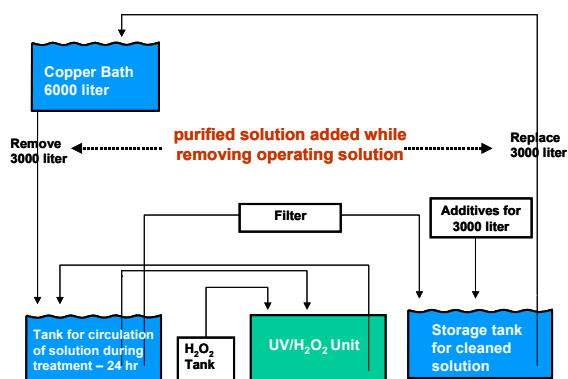 Copper Bath
6000 liter
Remove
3000 liter
purified solution added while
removing operating solution
Replace
3000 liter
Filter
Additives for
3000 liter
Tank for circulation
of solution during
treatment – 24 hr
H₂O₂
Tank
UV/H₂O₂ Unit
Storage tank
for cleaned
solution